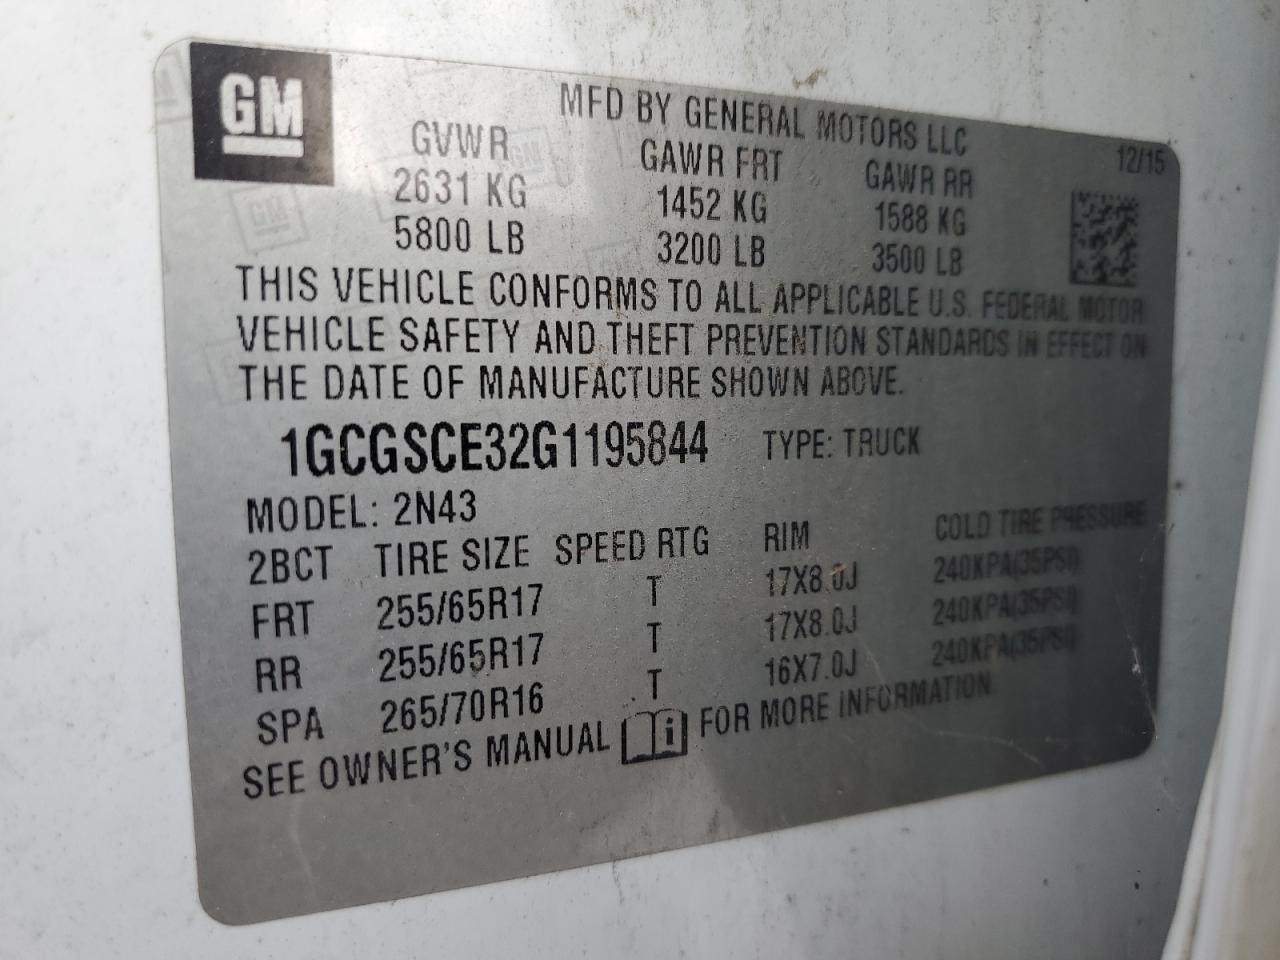 GM
MFD BY GENERAL MOTORS LLC
12/15
GVWR GAWR FRT GAWR RR
2631 KG 1452 KG 1588 KG
5800 LB 3200 LB 3500 LB
THIS VEHICLE CONFORMS TO ALL APPLICABLE U.S. FEDERAL MOTOR
VEHICLE SAFETY AND THEFT PREVENTION STANDARDS IN EFFECT ON
THE DATE OF MANUFACTURE SHOWN ABOVE.
1GCGSCE32G1195844 TYPE: TRUCK
MODEL: 2N43
2BCT TIRE SIZE SPEED RTG RIM COLD TIRE PRESSURE
FRT 255/65R17 T 17X8.0J 240KPA(35PSI)
RR 255/65R17 T 17X8.0J 240KPA(35PSI)
SPA 265/70R16 T 16X7.0J 240KPA(35PSI)
SEE OWNER'S MANUAL i FOR MORE INFORMATION